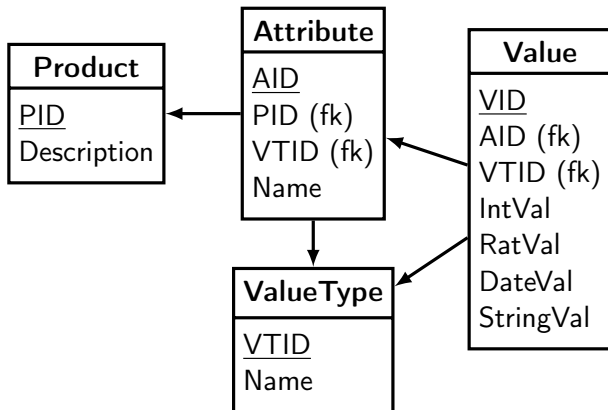 Product
PID
Description
Attribute
AID
PID (fk)
VTID (fk)
Name
Value
VID
AID (fk)
VTID (fk)
IntVal
RatVal
DateVal
StringVal
ValueType
VTID
Name